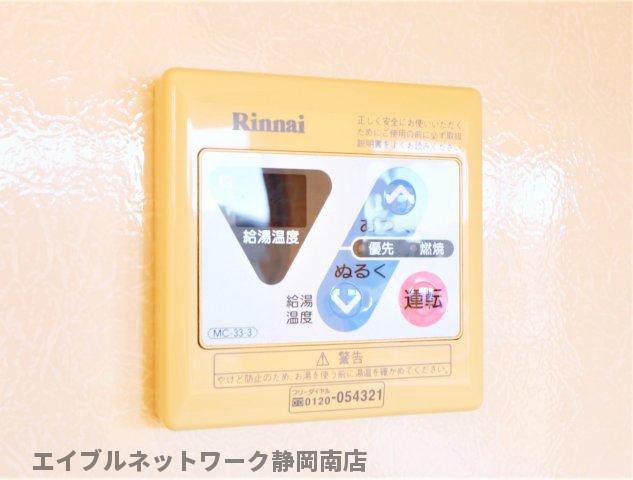 Rinnai
正しく安全にお使いいただく
ためにご使用の前に必ず取扱
説明書をよくお読みください
給湯温度
あつく
優先
燃焼
ぬるく
給湯
温度
運転
MC-33-3
⚠ 警告
やけど防止のため、お湯を使う前に湯温を確かめてください。
フリーダイヤル
0120-054321
エイブルネットワーク静岡南店